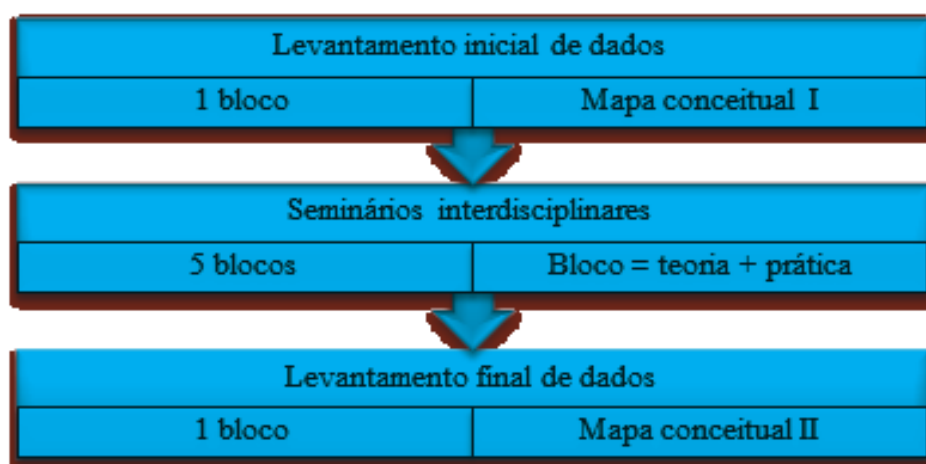 Levantamento inicial de dados
1 bloco Mapa conceitual I
Seminários interdisciplinares
5 blocos Bloco = teoria + prática
Levantamento final de dados
1 bloco Mapa conceitual II